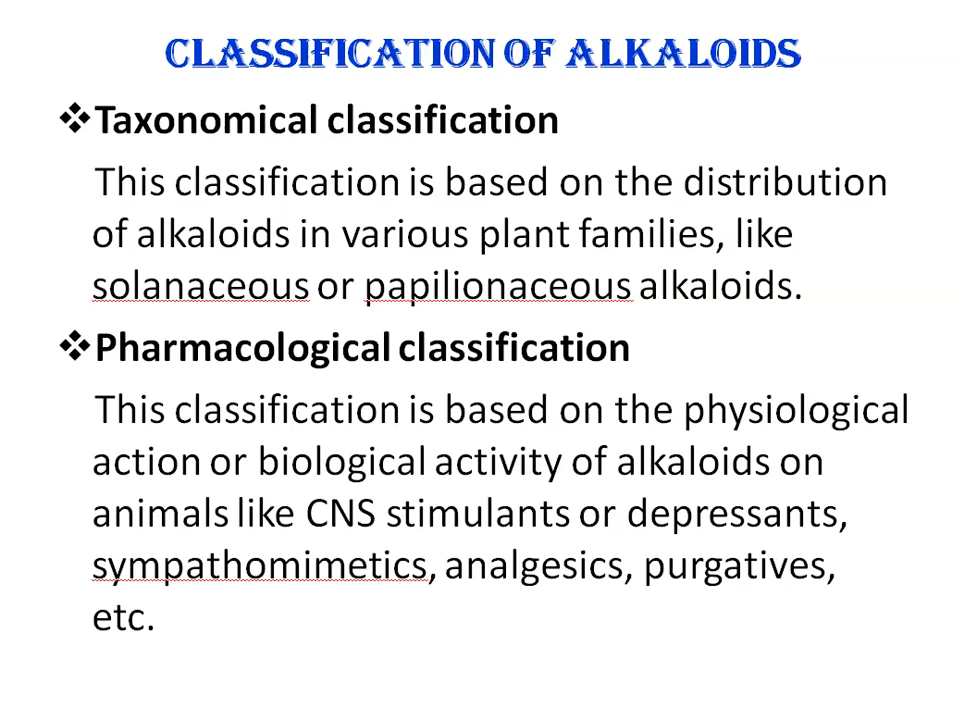 CLASSIFICATION OF ALKALOIDS
❖Taxonomical classification
This classification is based on the distribution
of alkaloids in various plant families, like
solanaceous or papilionaceous alkaloids.
❖Pharmacological classification
This classification is based on the physiological
action or biological activity of alkaloids on
animals like CNS stimulants or depressants,
sympathomimetics, analgesics, purgatives,
etc.